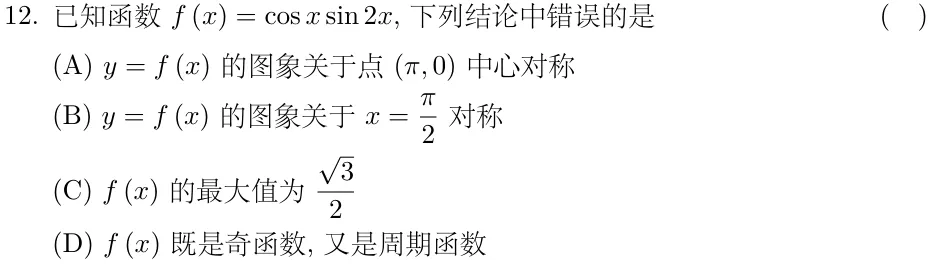 12. 已知函数 f (x) = cos x sin 2x, 下列结论中错误的是 ( )
(A) y = f (x) 的图象关于点 (π, 0) 中心对称
(B) y = f (x) 的图象关于 x = π/2 对称
(C) f (x) 的最大值为 √3/2
(D) f (x) 既是奇函数, 又是周期函数